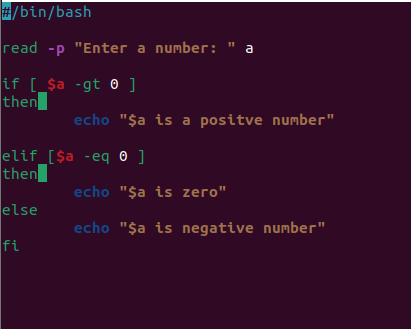 #/bin/bash
read -p "Enter a number: " a
if [ $a -gt 0 ]
then
echo "$a is a positve number"
elif [$a -eq 0 ]
then
echo "$a is zero"
else
echo "$a is negative number"
fi